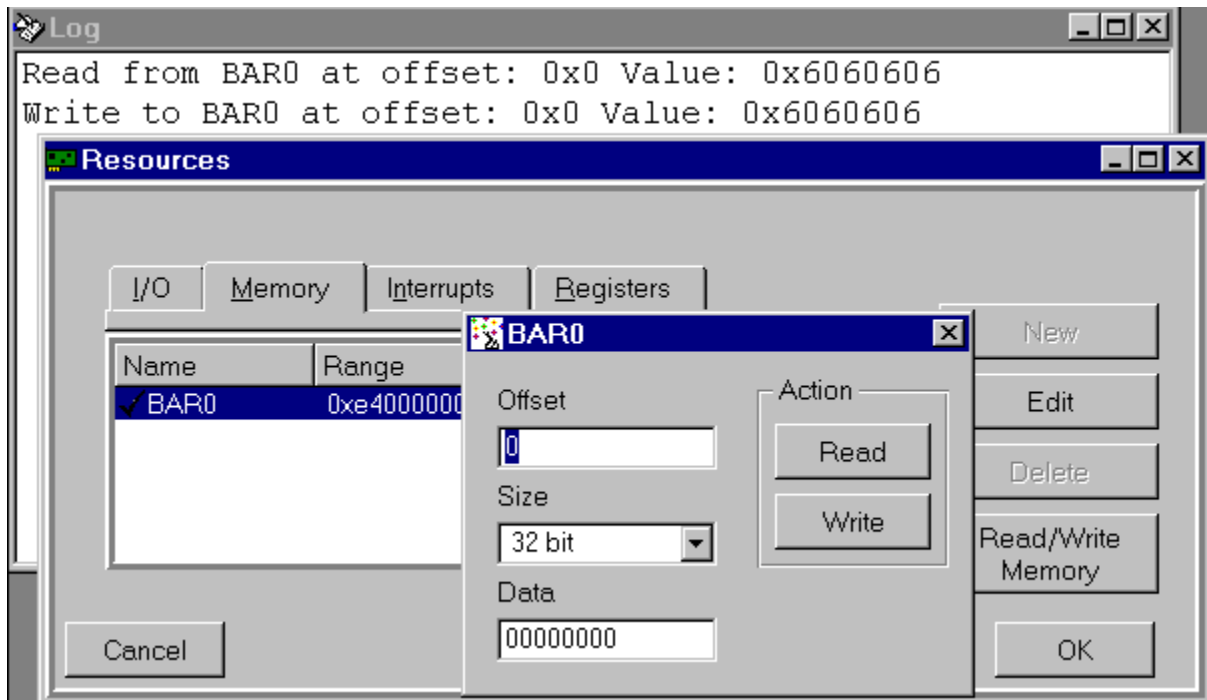 Log
Read from BAR0 at offset: 0x0 Value: 0x6060606
Write to BAR0 at offset: 0x0 Value: 0x6060606
Resources
I/O Memory Interrupts Registers
Name Range
BAR0 0xe4000000
BAR0
Offset
0
Size
32 bit
Data
00000000
Action
Read
Write
New
Edit
Delete
Read/Write
Memory
Cancel
OK